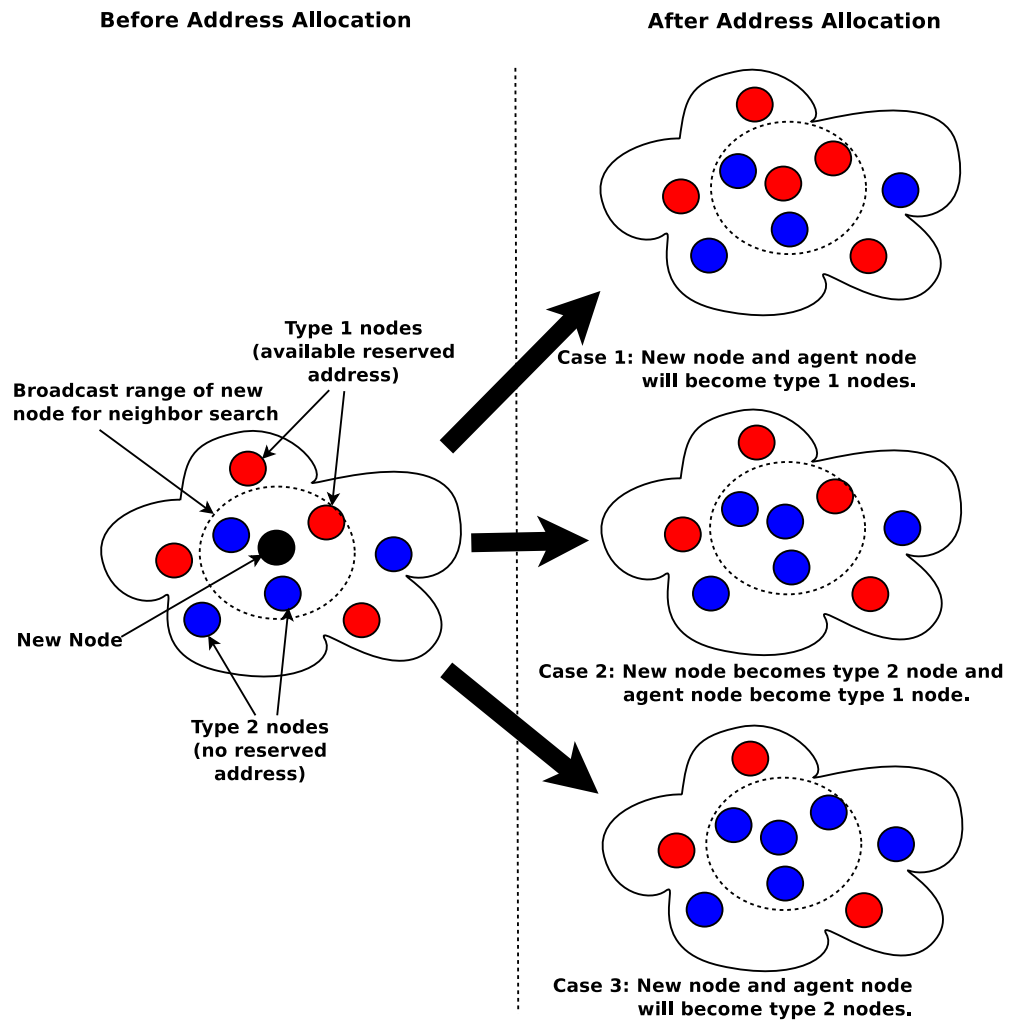 Before Address Allocation
After Address Allocation
Type 1 nodes
(available reserved
address)
Broadcast range of new
node for neighbor search
New Node
Type 2 nodes
(no reserved
address)
Case 1: New node and agent node
will become type 1 nodes.
Case 2: New node becomes type 2 node and
agent node become type 1 node.
Case 3: New node and agent node
will become type 2 nodes.